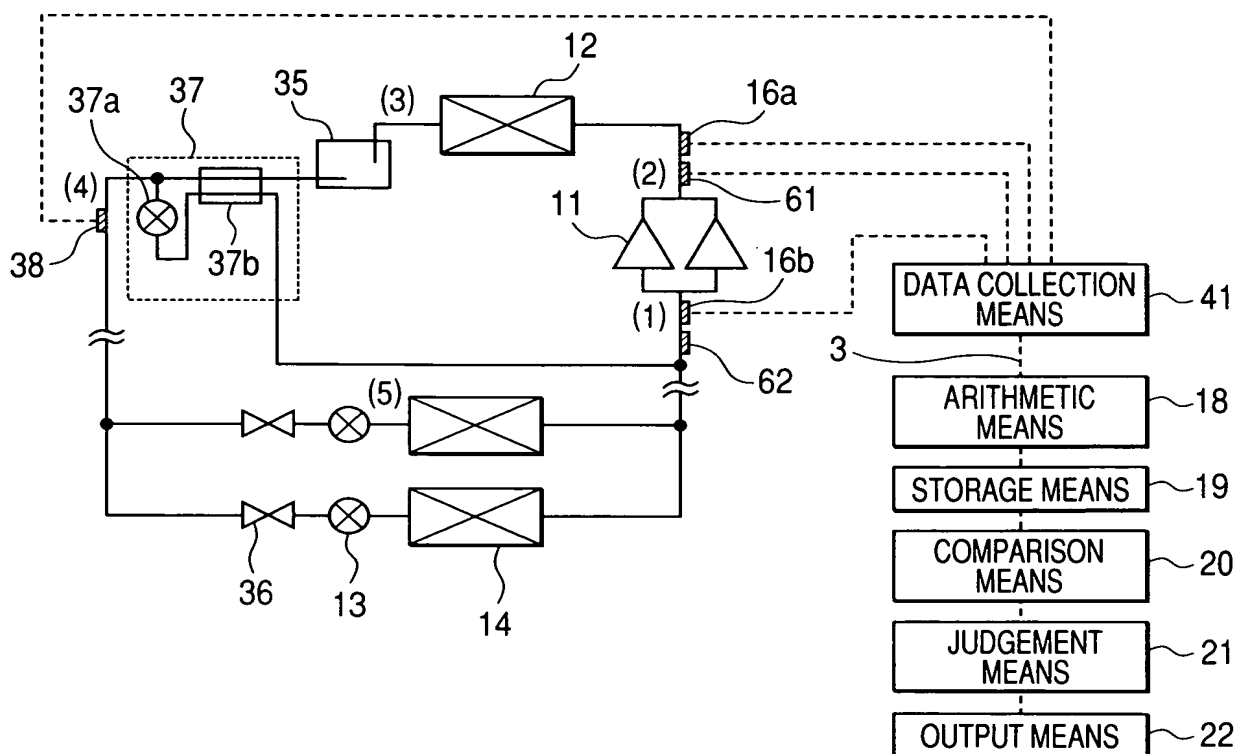 12
35
37
37a
(3)
16a
(4)
(2)
61
11
38
37b
16b
DATA COLLECTION
MEANS
41
(1)
3
62
(5)
ARITHMETIC
MEANS
18
STORAGE MEANS
19
COMPARISON
MEANS
20
36
13
14
JUDGEMENT
MEANS
21
OUTPUT MEANS
22